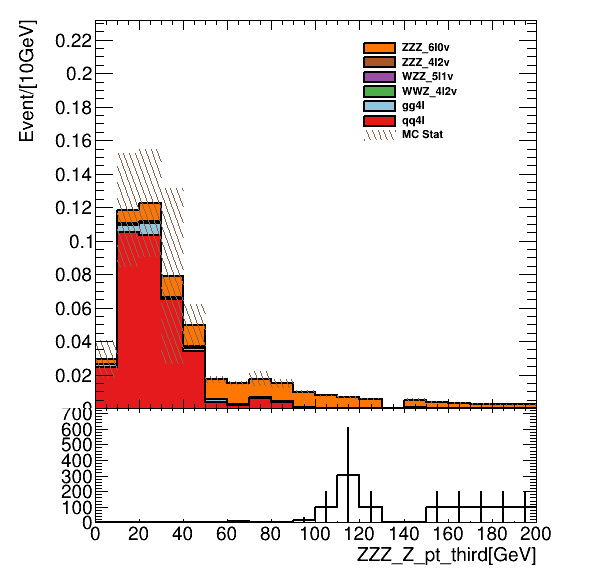 Event/[10GeV]
0.22
0.2
0.18
0.16
0.14
0.12
0.1
0.08
0.06
0.04
0.02
ZZZ_6l0v
ZZZ_4l2v
WZZ_5l1v
WWZ_4l2v
gg4l
qq4l
MC Stat
700
600
500
400
300
200
100
0
0 20 40 60 80 100 120 140 160 180 200
ZZZ_Z_pt_third[GeV]